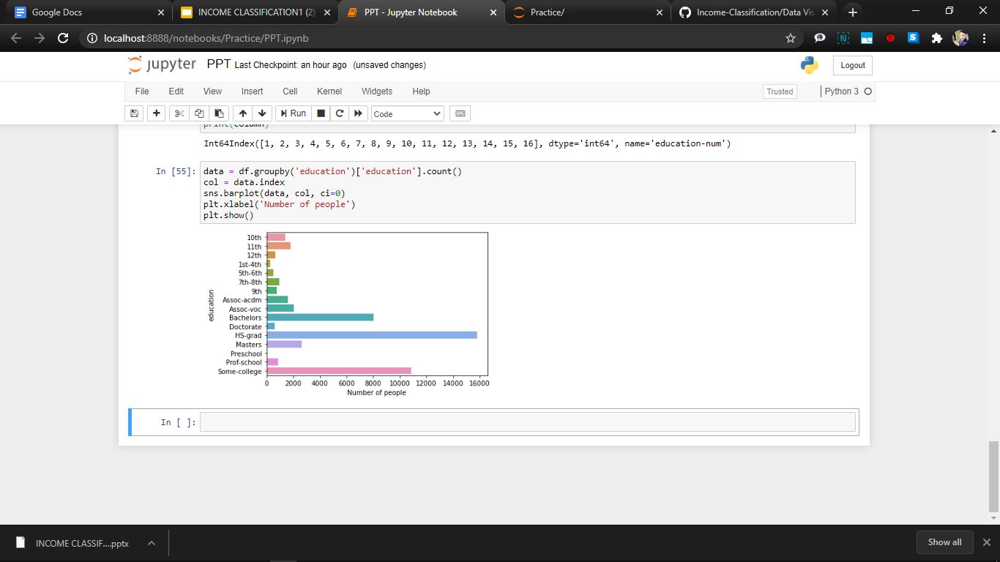 Google Docs
INCOME CLASSIFICATION1 (2)
PPT - Jupyter Notebook
Practice/
Income-Classification/Data Vis
localhost:8888/notebooks/Practice/PPT.ipynb
jupyter PPT Last Checkpoint: an hour ago (unsaved changes)
Logout
File Edit View Insert Cell Kernel Widgets Help
Trusted
Python 3
Run
Code
print(column)
Int64Index([1, 2, 3, 4, 5, 6, 7, 8, 9, 10, 11, 12, 13, 14, 15, 16], dtype='int64', name='education-num')
In [55]: data = df.groupby('education')['education'].count()
col = data.index
sns.barplot(data, col, ci=0)
plt.xlabel('Number of people')
plt.show()
education
10th
11th
12th
1st-4th
5th-6th
7th-8th
9th
Assoc-acdm
Assoc-voc
Bachelors
Doctorate
HS-grad
Masters
Preschool
Prof-school
Some-college
0 2000 4000 6000 8000 10000 12000 14000 16000
Number of people
In [ ]:
INCOME CLASSIF....pptx
Show all